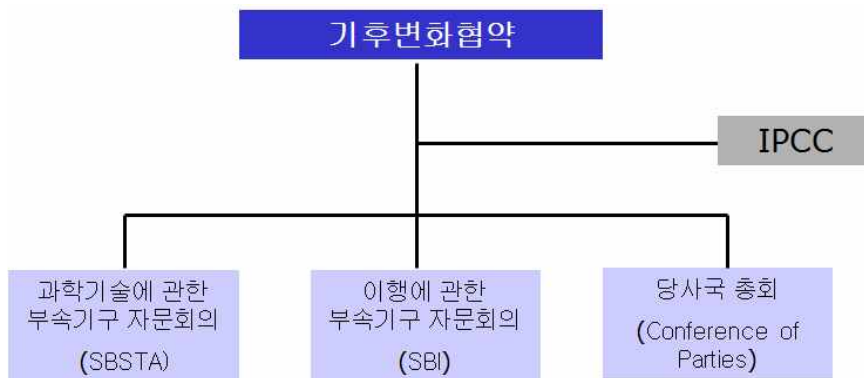 기후변화협약
IPCC
과학기술에 관한
부속기구 자문회의
(SBSTA)
이행에 관한
부속기구 자문회의
(SBI)
당사국 총회
(Conference of
Parties)